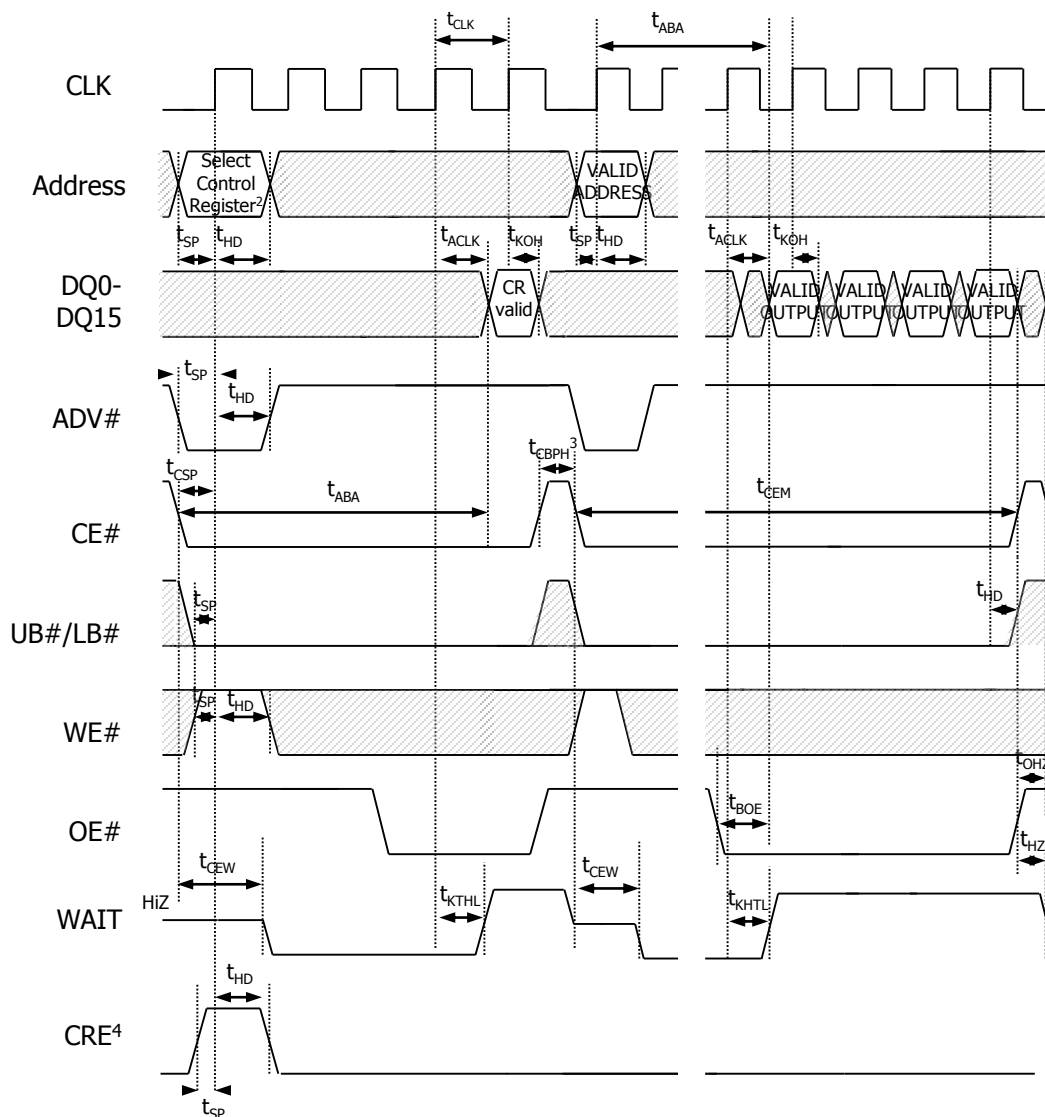 tCLK
tABA
CLK
Address
Select
Control
Register2
VALID
ADDRESS
tSP
tHD
tACLK
tKOH
tSP
tHD
tACLK
tKOH
DQ0-
DQ15
CR
valid
VALID
OUTPUT
VALID
OUTPUT
VALID
OUTPUT
VALID
OUTPUT
tSP
tHD
ADV#
tCBPH3
tCSP
tABA
tCEM
CE#
tSP
tHD
UB#/LB#
tSP
tHD
WE#
tOHZ
tBOE
OE#
tHZ
tCEW
tCEW
HiZ
tKTHL
tKHTL
WAIT
tHD
CRE4
tSP